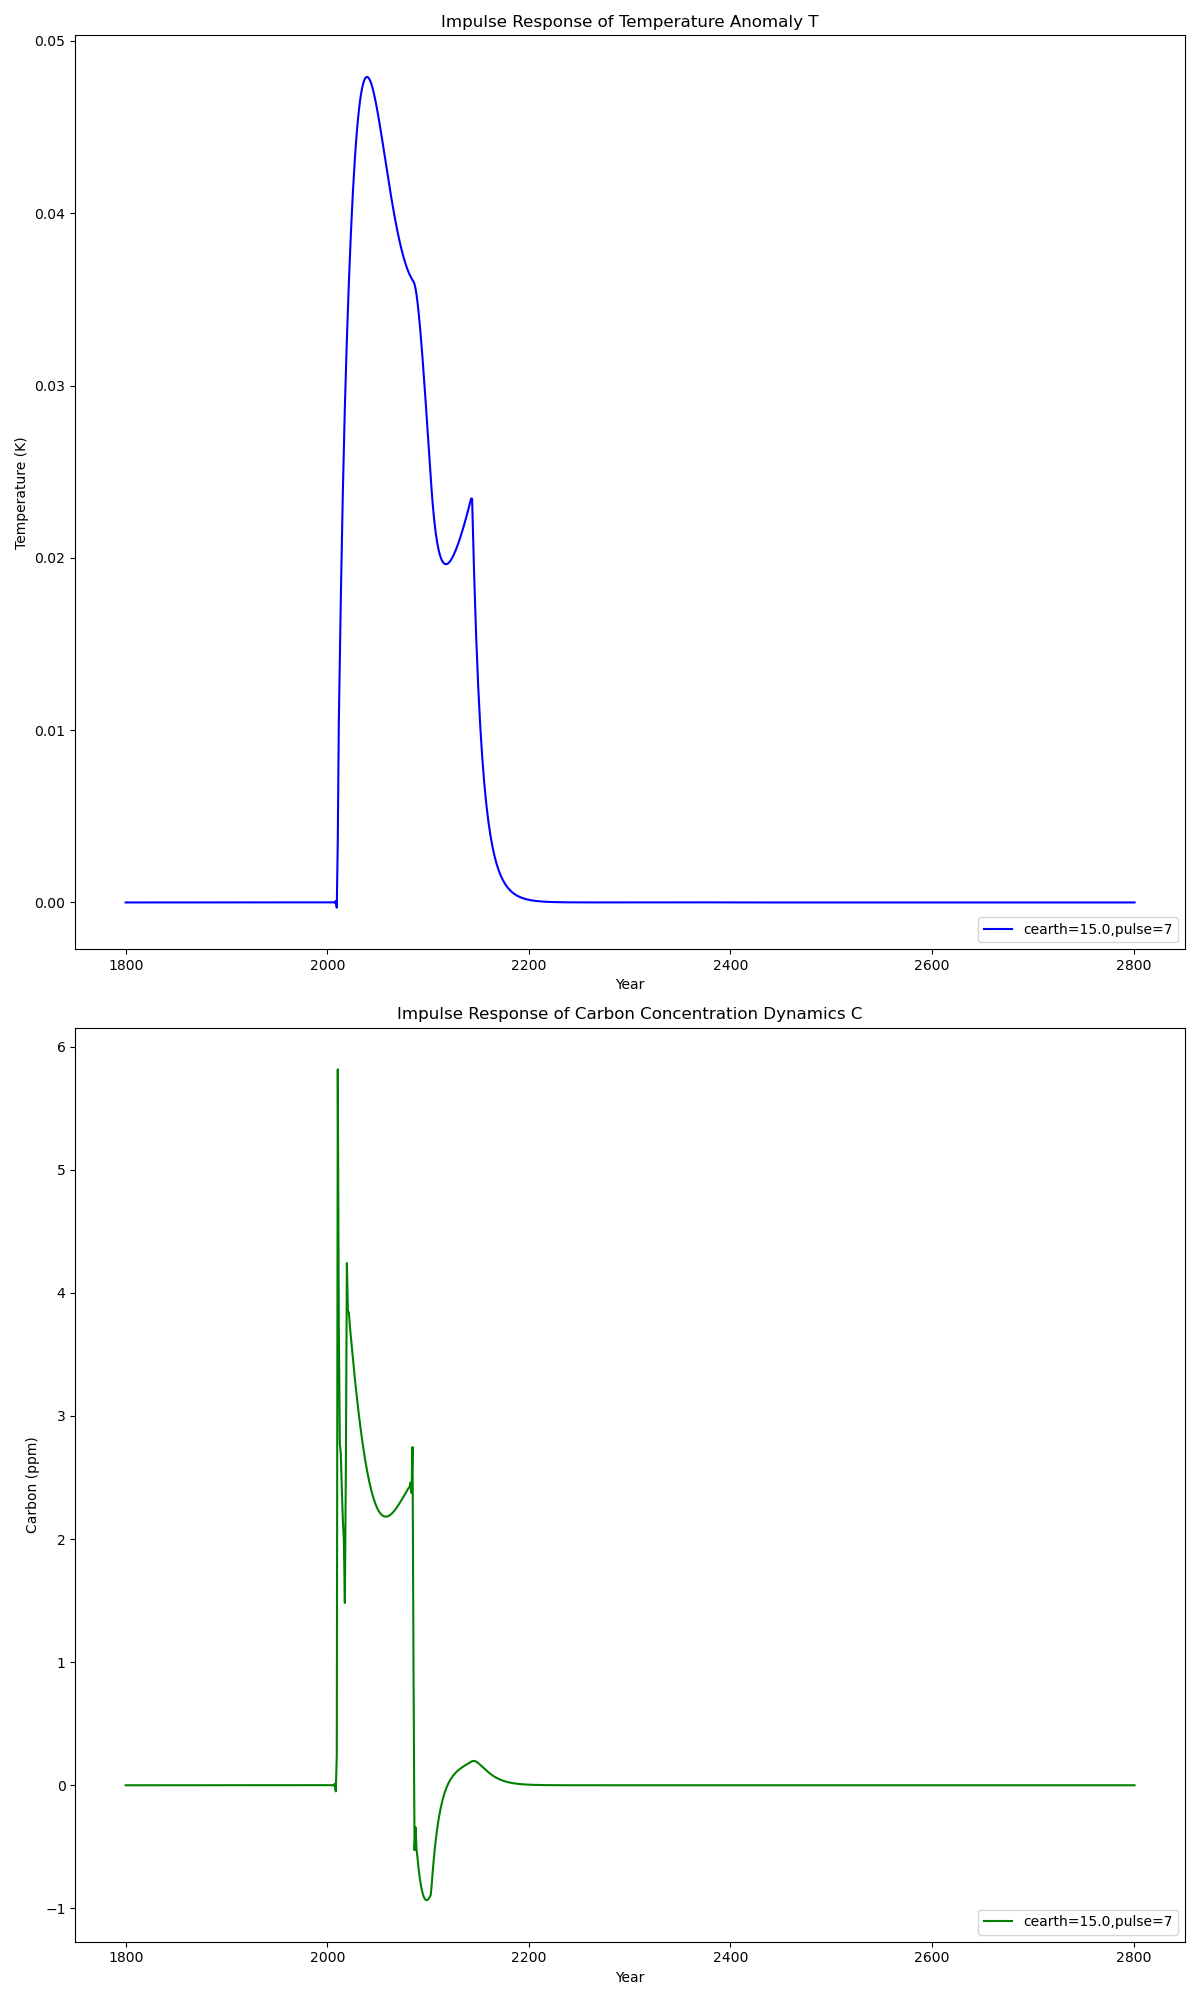 Impulse Response of Temperature Anomaly T
0.05
0.04
0.03
0.02
0.01
0.00
Temperature (K)
cearth=15.0,pulse=7
1800 2000 2200 2400 2600 2800
Year
Impulse Response of Carbon Concentration Dynamics C
6
5
4
3
2
1
0
−1
Carbon (ppm)
cearth=15.0,pulse=7
1800 2000 2200 2400 2600 2800
Year